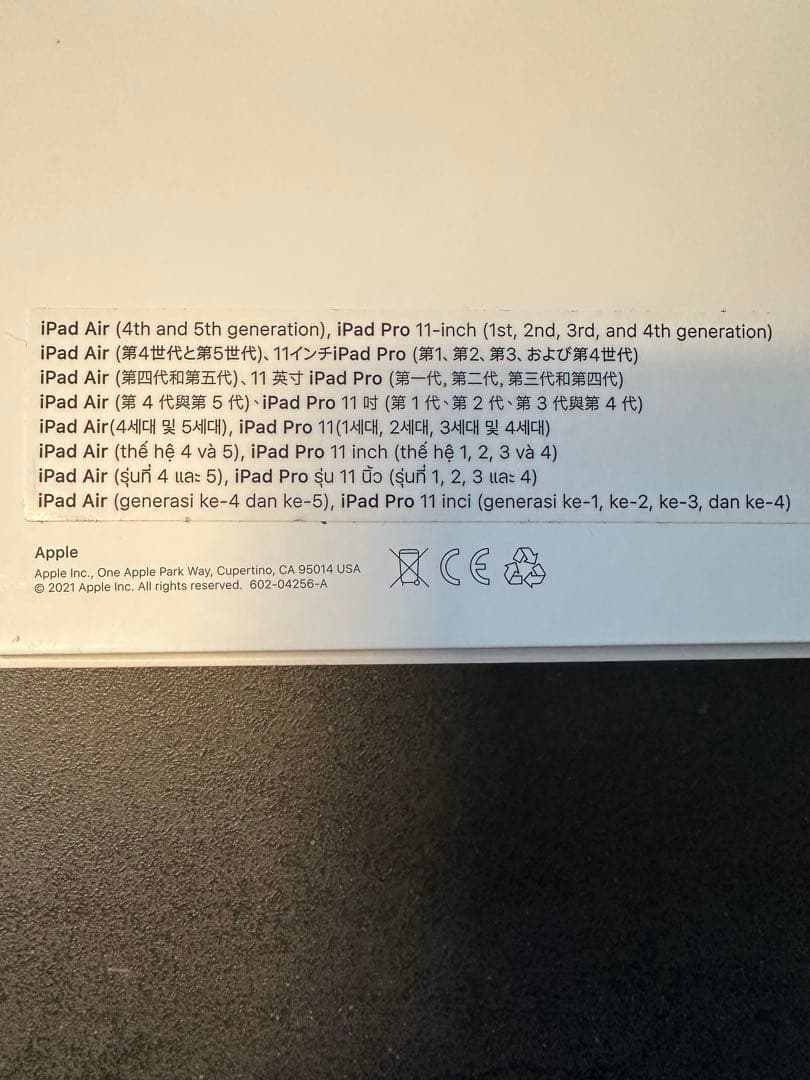 iPad Air (4th and 5th generation), iPad Pro 11-inch (1st, 2nd, 3rd, and 4th generation)
iPad Air (第4世代と第5世代)、11インチiPad Pro (第1、第2、第3、および第4世代)
iPad Air (第四代和第五代)、11 英寸 iPad Pro (第一代, 第二代, 第三代和第四代)
iPad Air (第 4 代與第 5 代)、iPad Pro 11 吋 (第 1 代、第 2 代、第 3 代與第 4 代)
iPad Air(4세대 및 5세대), iPad Pro 11(1세대, 2세대, 3세대 및 4세대)
iPad Air (thế hệ 4 và 5), iPad Pro 11 inch (thế hệ 1, 2, 3 và 4)
iPad Air (รุ่นที่ 4 และ 5), iPad Pro รุ่น 11 นิ้ว (รุ่นที่ 1, 2, 3 และ 4)
iPad Air (generasi ke-4 dan ke-5), iPad Pro 11 inci (generasi ke-1, ke-2, ke-3, dan ke-4)
Apple
Apple Inc., One Apple Park Way, Cupertino, CA 95014 USA
© 2021 Apple Inc. All rights reserved. 602-04256-A
CE